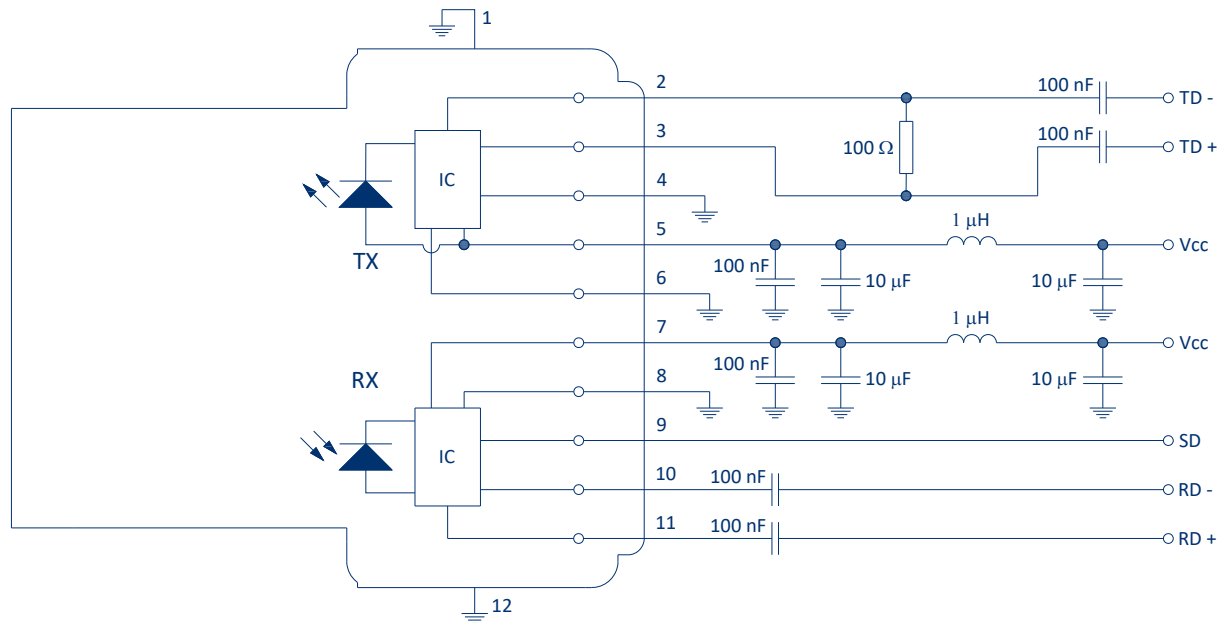 1
2
100 nF
TD -
3
100 nF
TD +
100 Ω
IC
4
5
1 μH
Vcc
TX
100 nF
6
10 μF
10 μF
7
1 μH
Vcc
RX
100 nF
8
10 μF
10 μF
9
SD
IC
10
100 nF
RD -
11
100 nF
RD +
12